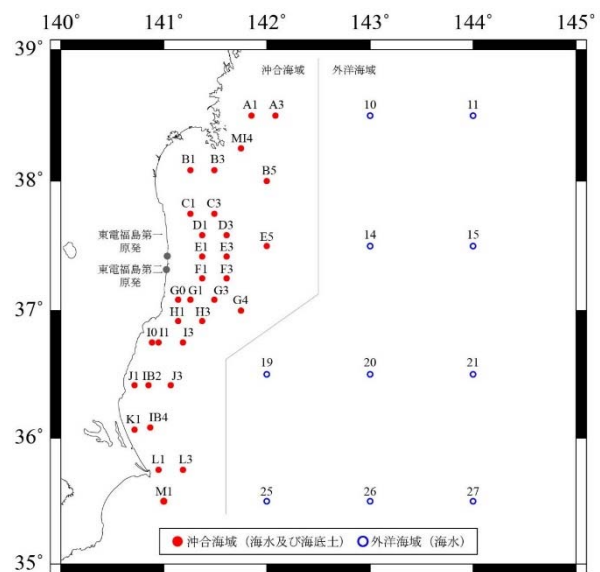 140° 141° 142° 143° 144° 145°
39°
沖合海域 外洋海域
A1 A3 10 11
MI4
B1 B3 B5
38°
C1 C3
D1 D3
東電福島第一
原発
E1 E3 E5 14 15
東電福島第二
原発
F1 F3
G0 G1 G3 G4
37°
H1 H3
I0 I1 I3
19 20 21
J1 IB2 J3
K1 IB4
36°
L1 L3
M1 25 26 27
沖合海域（海水及び海底土） 外洋海域（海水）
35°